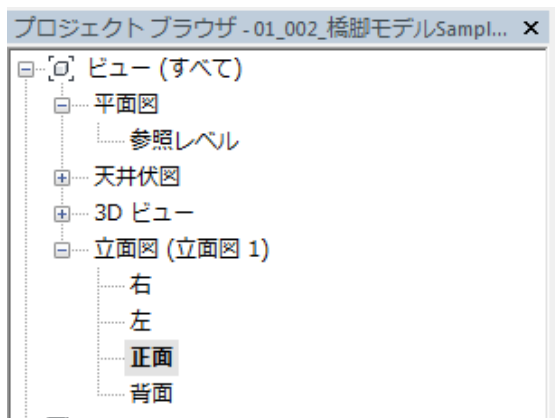 プロジェクト ブラウザ - 01_002_橋脚モデルSampl...
ビュー (すべて)
平面図
参照レベル
天井伏図
3D ビュー
立面図 (立面図 1)
右
左
正面
背面